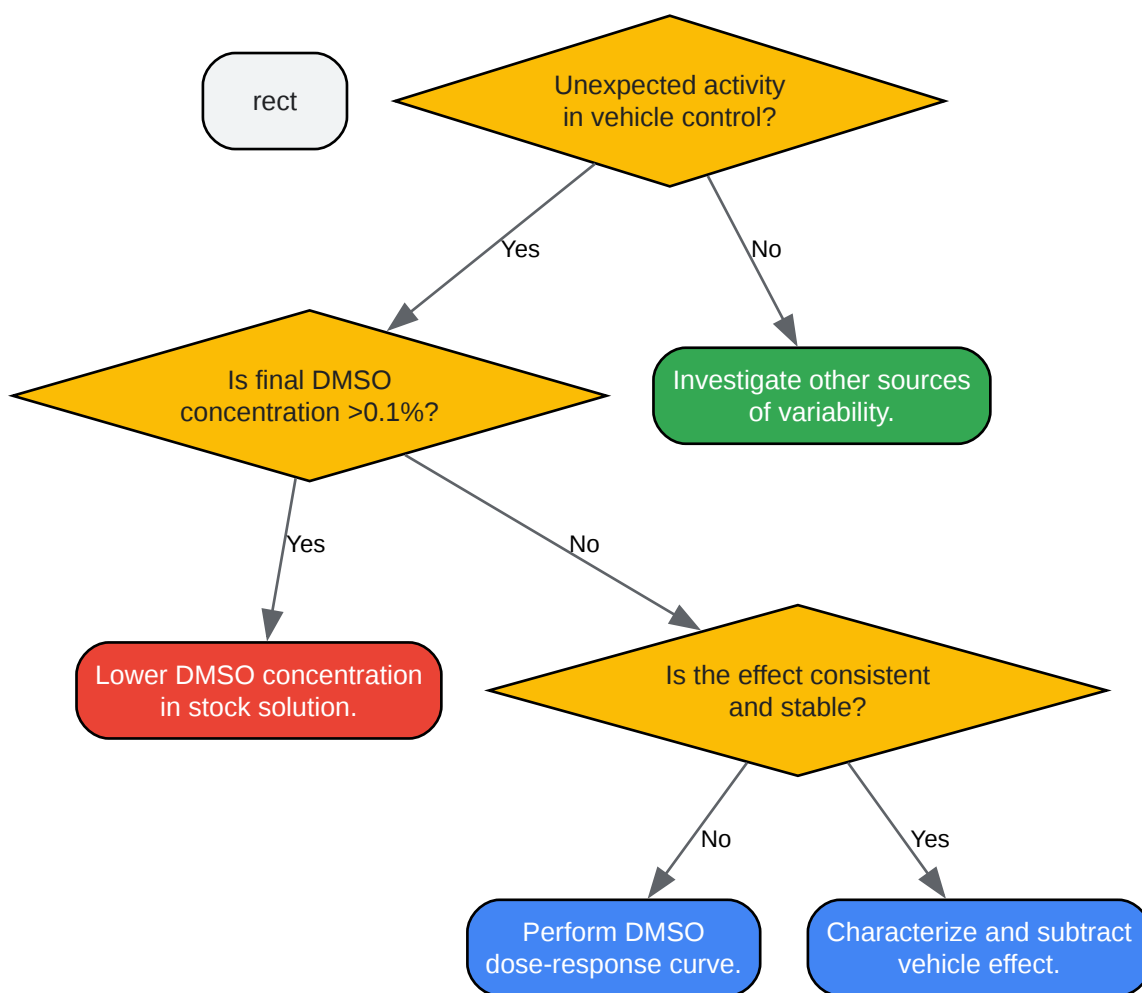 rect
Unexpected activity
in vehicle control?
Yes
No
Is final DMSO
concentration >0.1%?
Investigate other sources
of variability.
Yes
No
Lower DMSO concentration
in stock solution.
Is the effect consistent
and stable?
No
Yes
Perform DMSO
dose-response curve.
Characterize and subtract
vehicle effect.